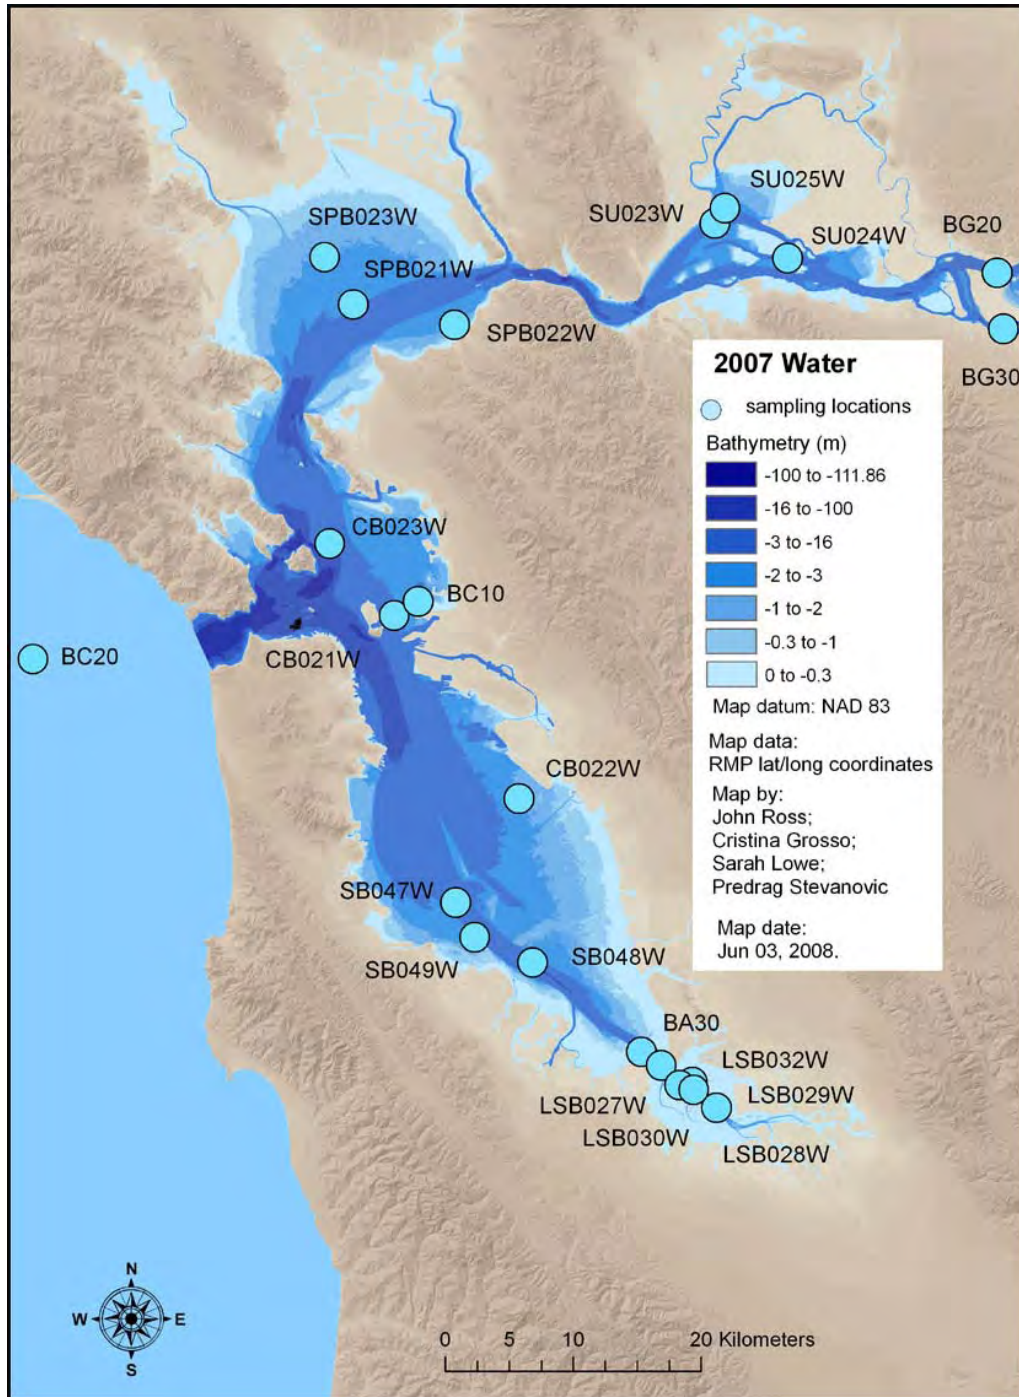 SPB023W
SU025W
SU023W
SU024W
BG20
SPB021W
SPB022W
BG30
2007 Water
sampling locations
Bathymetry (m)
-100 to -111.86
-16 to -100
-3 to -16
-2 to -3
-1 to -2
-0.3 to -1
0 to -0.3
Map datum: NAD 83
Map data:
RMP lat/long coordinates
Map by:
John Ross;
Cristina Grosso;
Sarah Lowe;
Predrag Stevanovic
Map date:
Jun 03, 2008.
CB023W
BC10
BC20
CB021W
CB022W
SB047W
SB049W
SB048W
BA30
LSB032W
LSB029W
LSB027W
LSB030W
LSB028W
N
W
E
S
0 5 10 20 Kilometers